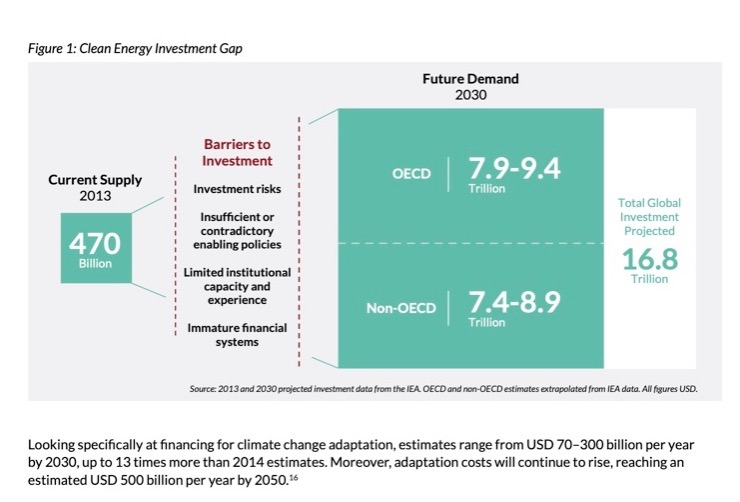 Figure 1: Clean Energy Investment Gap
Future Demand
2030
Barriers to
Investment
Current Supply
2013
470
Billion
Investment risks
Insufficient or
contradictory
enabling policies
Limited institutional
capacity and
experience
Immature financial
systems
OECD
7.9-9.4
Trillion
Non-OECD
7.4-8.9
Trillion
Total Global
Investment
Projected
16.8
Trillion
Source: 2013 and 2030 projected investment data from the IEA. OECD and non-OECD estimates extrapolated from IEA data. All figures USD.
Looking specifically at financing for climate change adaptation, estimates range from USD 70–300 billion per year
by 2030, up to 13 times more than 2014 estimates. Moreover, adaptation costs will continue to rise, reaching an
estimated USD 500 billion per year by 2050.¹⁶